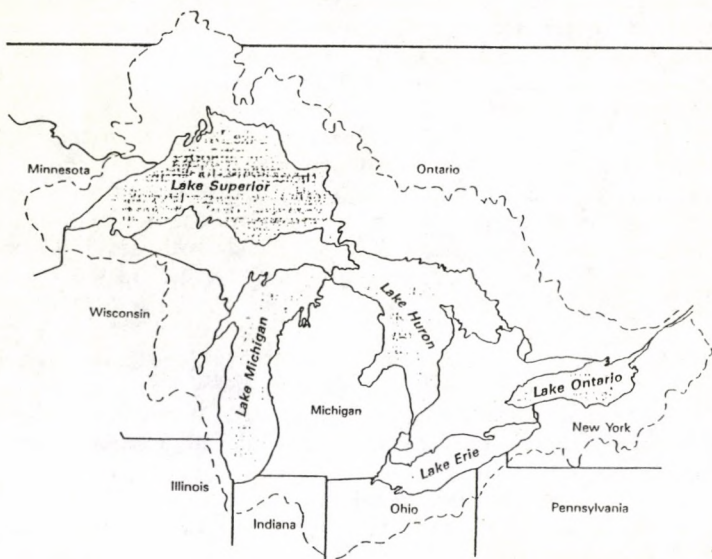 Minnesota
Ontario
Lake Superior
Wisconsin
Lake Michigan
Lake Huron
Michigan
Lake Ontario
New York
Lake Erie
Illinois
Indiana
Ohio
Pennsylvania